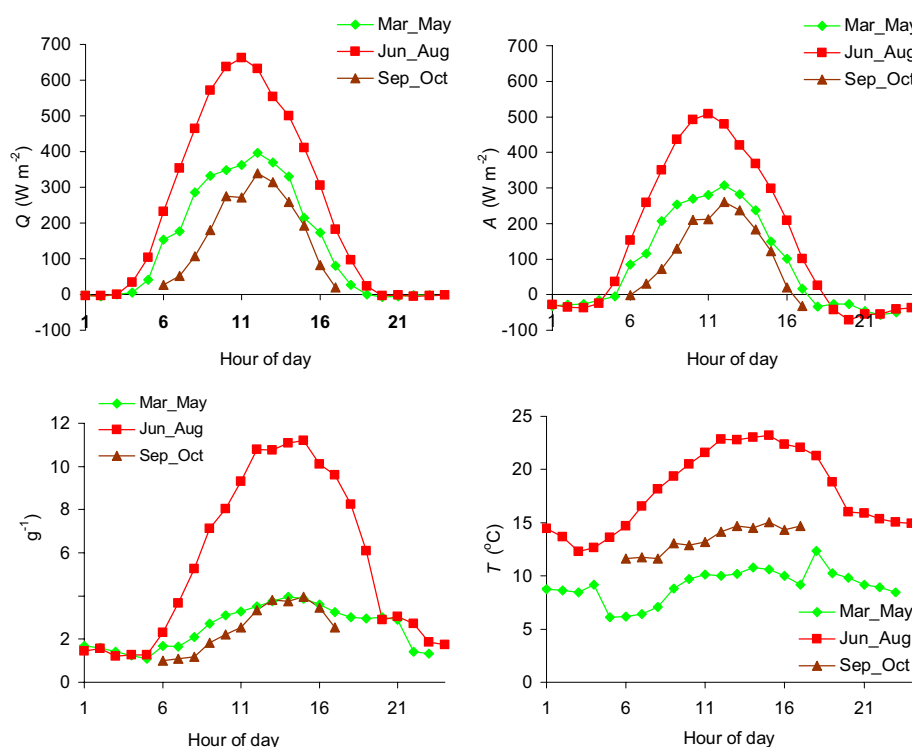 Mar_May
Jun_Aug
Sep_Oct
700
600
500
400
300
200
100
0
-100
Q (W m-2)
1 6 11 16 21
Hour of day
Mar_May
Jun_Aug
Sep_Oct
700
600
500
400
300
200
100
0
-100
A (W m-2)
1 6 11 16 21
Hour of day
Mar_May
Jun_Aug
Sep_Oct
12
10
8
6
4
2
0
g-1)
1 6 11 16 21
Hour of day
25
20
15
10
5
0
T (oC)
Mar_May
Jun_Aug
Sep_Oct
1 6 11 16 21
Hour of day